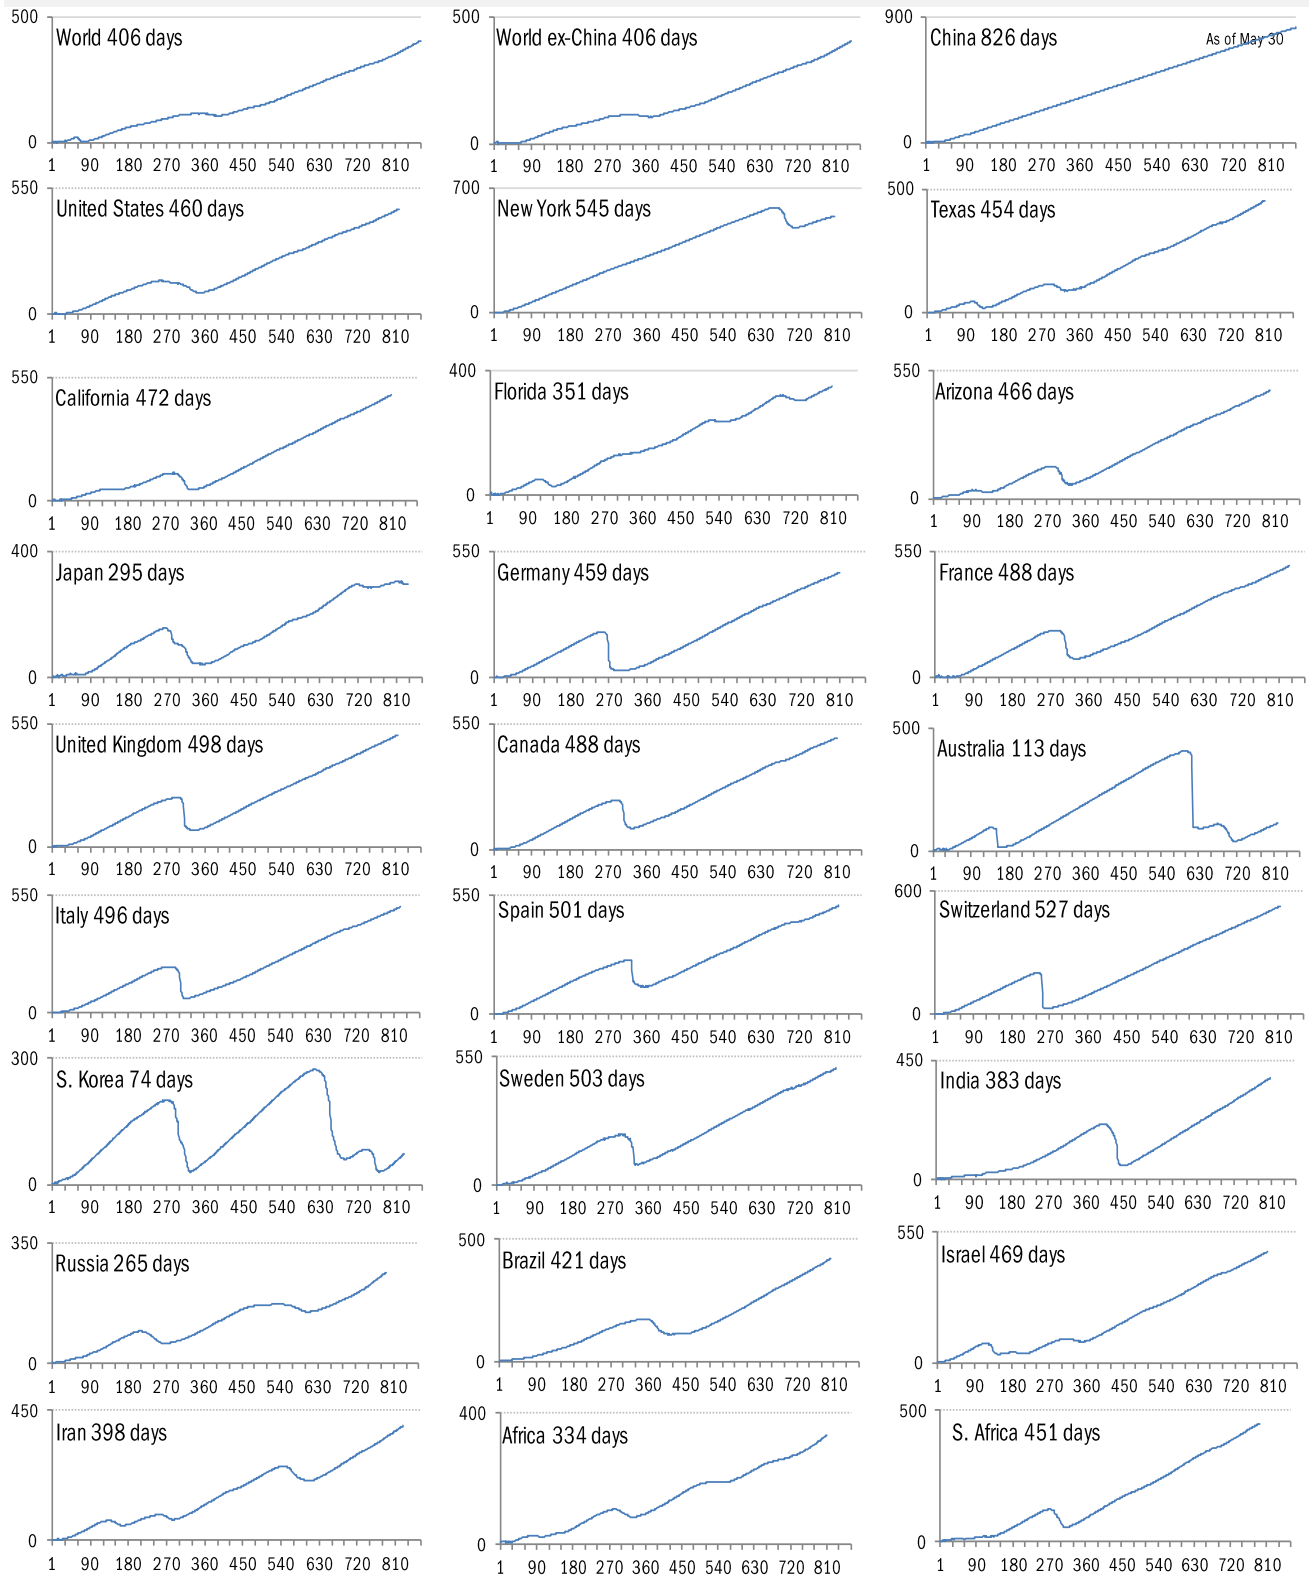 500
World 406 days
0
1 90 180 270 360 450 540 630 720 810
500
World ex-China 406 days
0
1 90 180 270 360 450 540 630 720 810
900
China 826 days
As of May 30
0
1 90 180 270 360 450 540 630 720 810
550
United States 460 days
0
1 90 180 270 360 450 540 630 720 810
700
New York 545 days
0
1 90 180 270 360 450 540 630 720 810
500
Texas 454 days
0
1 90 180 270 360 450 540 630 720 810
550
California 472 days
0
1 90 180 270 360 450 540 630 720 810
400
Florida 351 days
0
1 90 180 270 360 450 540 630 720 810
550
Arizona 466 days
0
1 90 180 270 360 450 540 630 720 810
400
Japan 295 days
0
1 90 180 270 360 450 540 630 720 810
550
Germany 459 days
0
1 90 180 270 360 450 540 630 720 810
550
France 488 days
0
1 90 180 270 360 450 540 630 720 810
550
United Kingdom 498 days
0
1 90 180 270 360 450 540 630 720 810
550
Canada 488 days
0
1 90 180 270 360 450 540 630 720 810
500
Australia 113 days
0
1 90 180 270 360 450 540 630 720 810
550
Italy 496 days
0
1 90 180 270 360 450 540 630 720 810
550
Spain 501 days
0
1 90 180 270 360 450 540 630 720 810
600
Switzerland 527 days
0
1 90 180 270 360 450 540 630 720 810
300
S. Korea 74 days
0
1 90 180 270 360 450 540 630 720 810
550
Sweden 503 days
0
1 90 180 270 360 450 540 630 720 810
450
India 383 days
0
1 90 180 270 360 450 540 630 720 810
350
Russia 265 days
0
1 90 180 270 360 450 540 630 720 810
500
Brazil 421 days
0
1 90 180 270 360 450 540 630 720 810
550
Israel 469 days
0
1 90 180 270 360 450 540 630 720 810
450
Iran 398 days
0
1 90 180 270 360 450 540 630 720 810
400
Africa 334 days
0
1 90 180 270 360 450 540 630 720 810
500
S. Africa 451 days
0
1 90 180 270 360 450 540 630 720 810